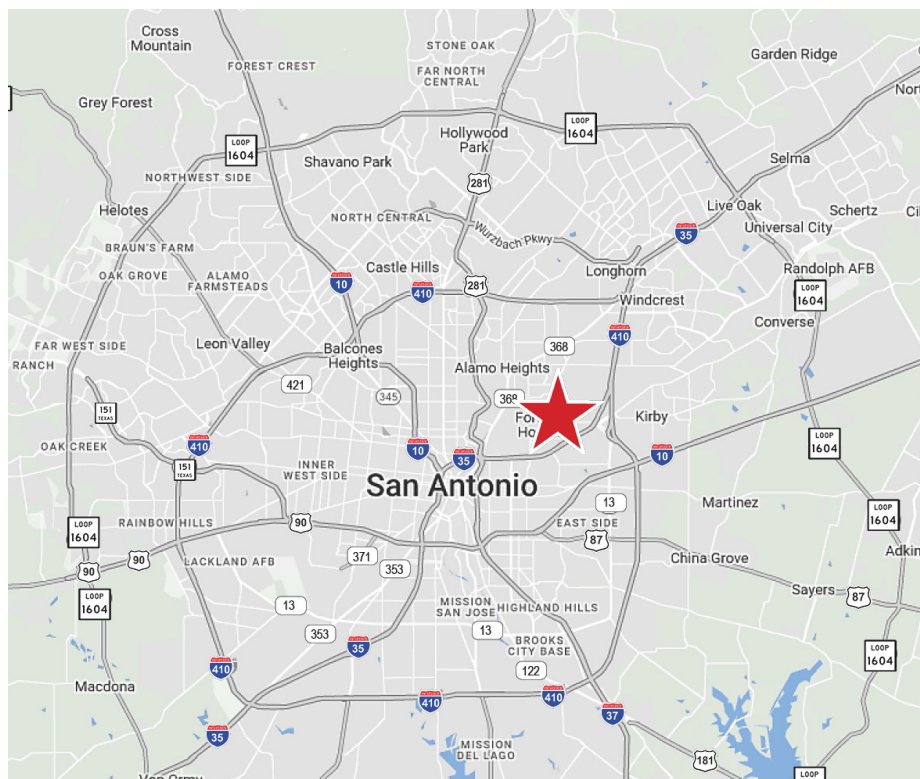 Cross
Mountain
STONE OAK
Garden Ridge
FOREST CREST
FAR NORTH
CENTRAL
Grey Forest
LOOP
1604
Hollywood
Park
LOOP
1604
Shavano Park
Selma
NORTHWEST SIDE
281
Live Oak
Helotes
NORTH CENTRAL
Schertz
Wurzbach Pkwy
35
Universal City
BRAUN'S FARM
Castle Hills
Longhorn
Randolph AFB
OAK GROVE
ALAMO
FARMSTEADS
10
410
281
LOOP
1604
Windcrest
Converse
410
FAR WEST SIDE
Leon Valley
Balcones
Heights
368
RANCH
Alamo Heights
421
345
368
151
TEXAS
Kirby
OAK CREEK
410
10
35
10
LOOP
1604
151
TEXAS
INNER
WEST SIDE
San Antonio
13
Martinez
LOOP
1604
RAINBOW HILLS
90
EAST SIDE
LOOP
1604
87
90
LACKLAND AFB
371
353
China Grove
90
LOOP
1604
Sayers
87
13
MISSION
SAN JOSE
HIGHLAND HILLS
353
13
35
BROOKS
CITY BASE
LOOP
1604
410
122
Macdona
410
410
37
35
MISSION
DEL LAGO
181
LOOP